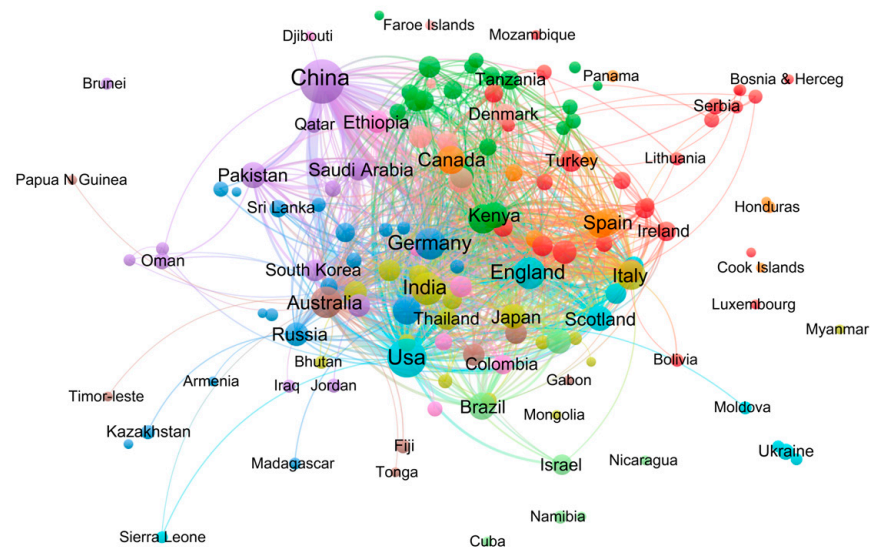 Faroe Islands
Djibouti
Mozambique
China
Brunei
Tanzania
Panama
Bosnia & Herceg
Serbia
Qatar
Ethiopia
Denmark
Canada
Turkey
Lithuania
Pakistan
Saudi Arabia
Papua N Guinea
Sri Lanka
Kenya
Spain
Honduras
Ireland
Germany
Oman
South Korea
England
Italy
Cook Islands
India
Australia
Luxembourg
Thailand
Japan
Scotland
Russia
Myanmar
Usa
Bhutan
Colombia
Bolivia
Armenia
Iraq
Jordan
Gabon
Timor-leste
Brazil
Mongolia
Moldova
Kazakhstan
Fiji
Ukraine
Madagascar
Tonga
Israel
Nicaragua
Namibia
Sierra Leone
Cuba